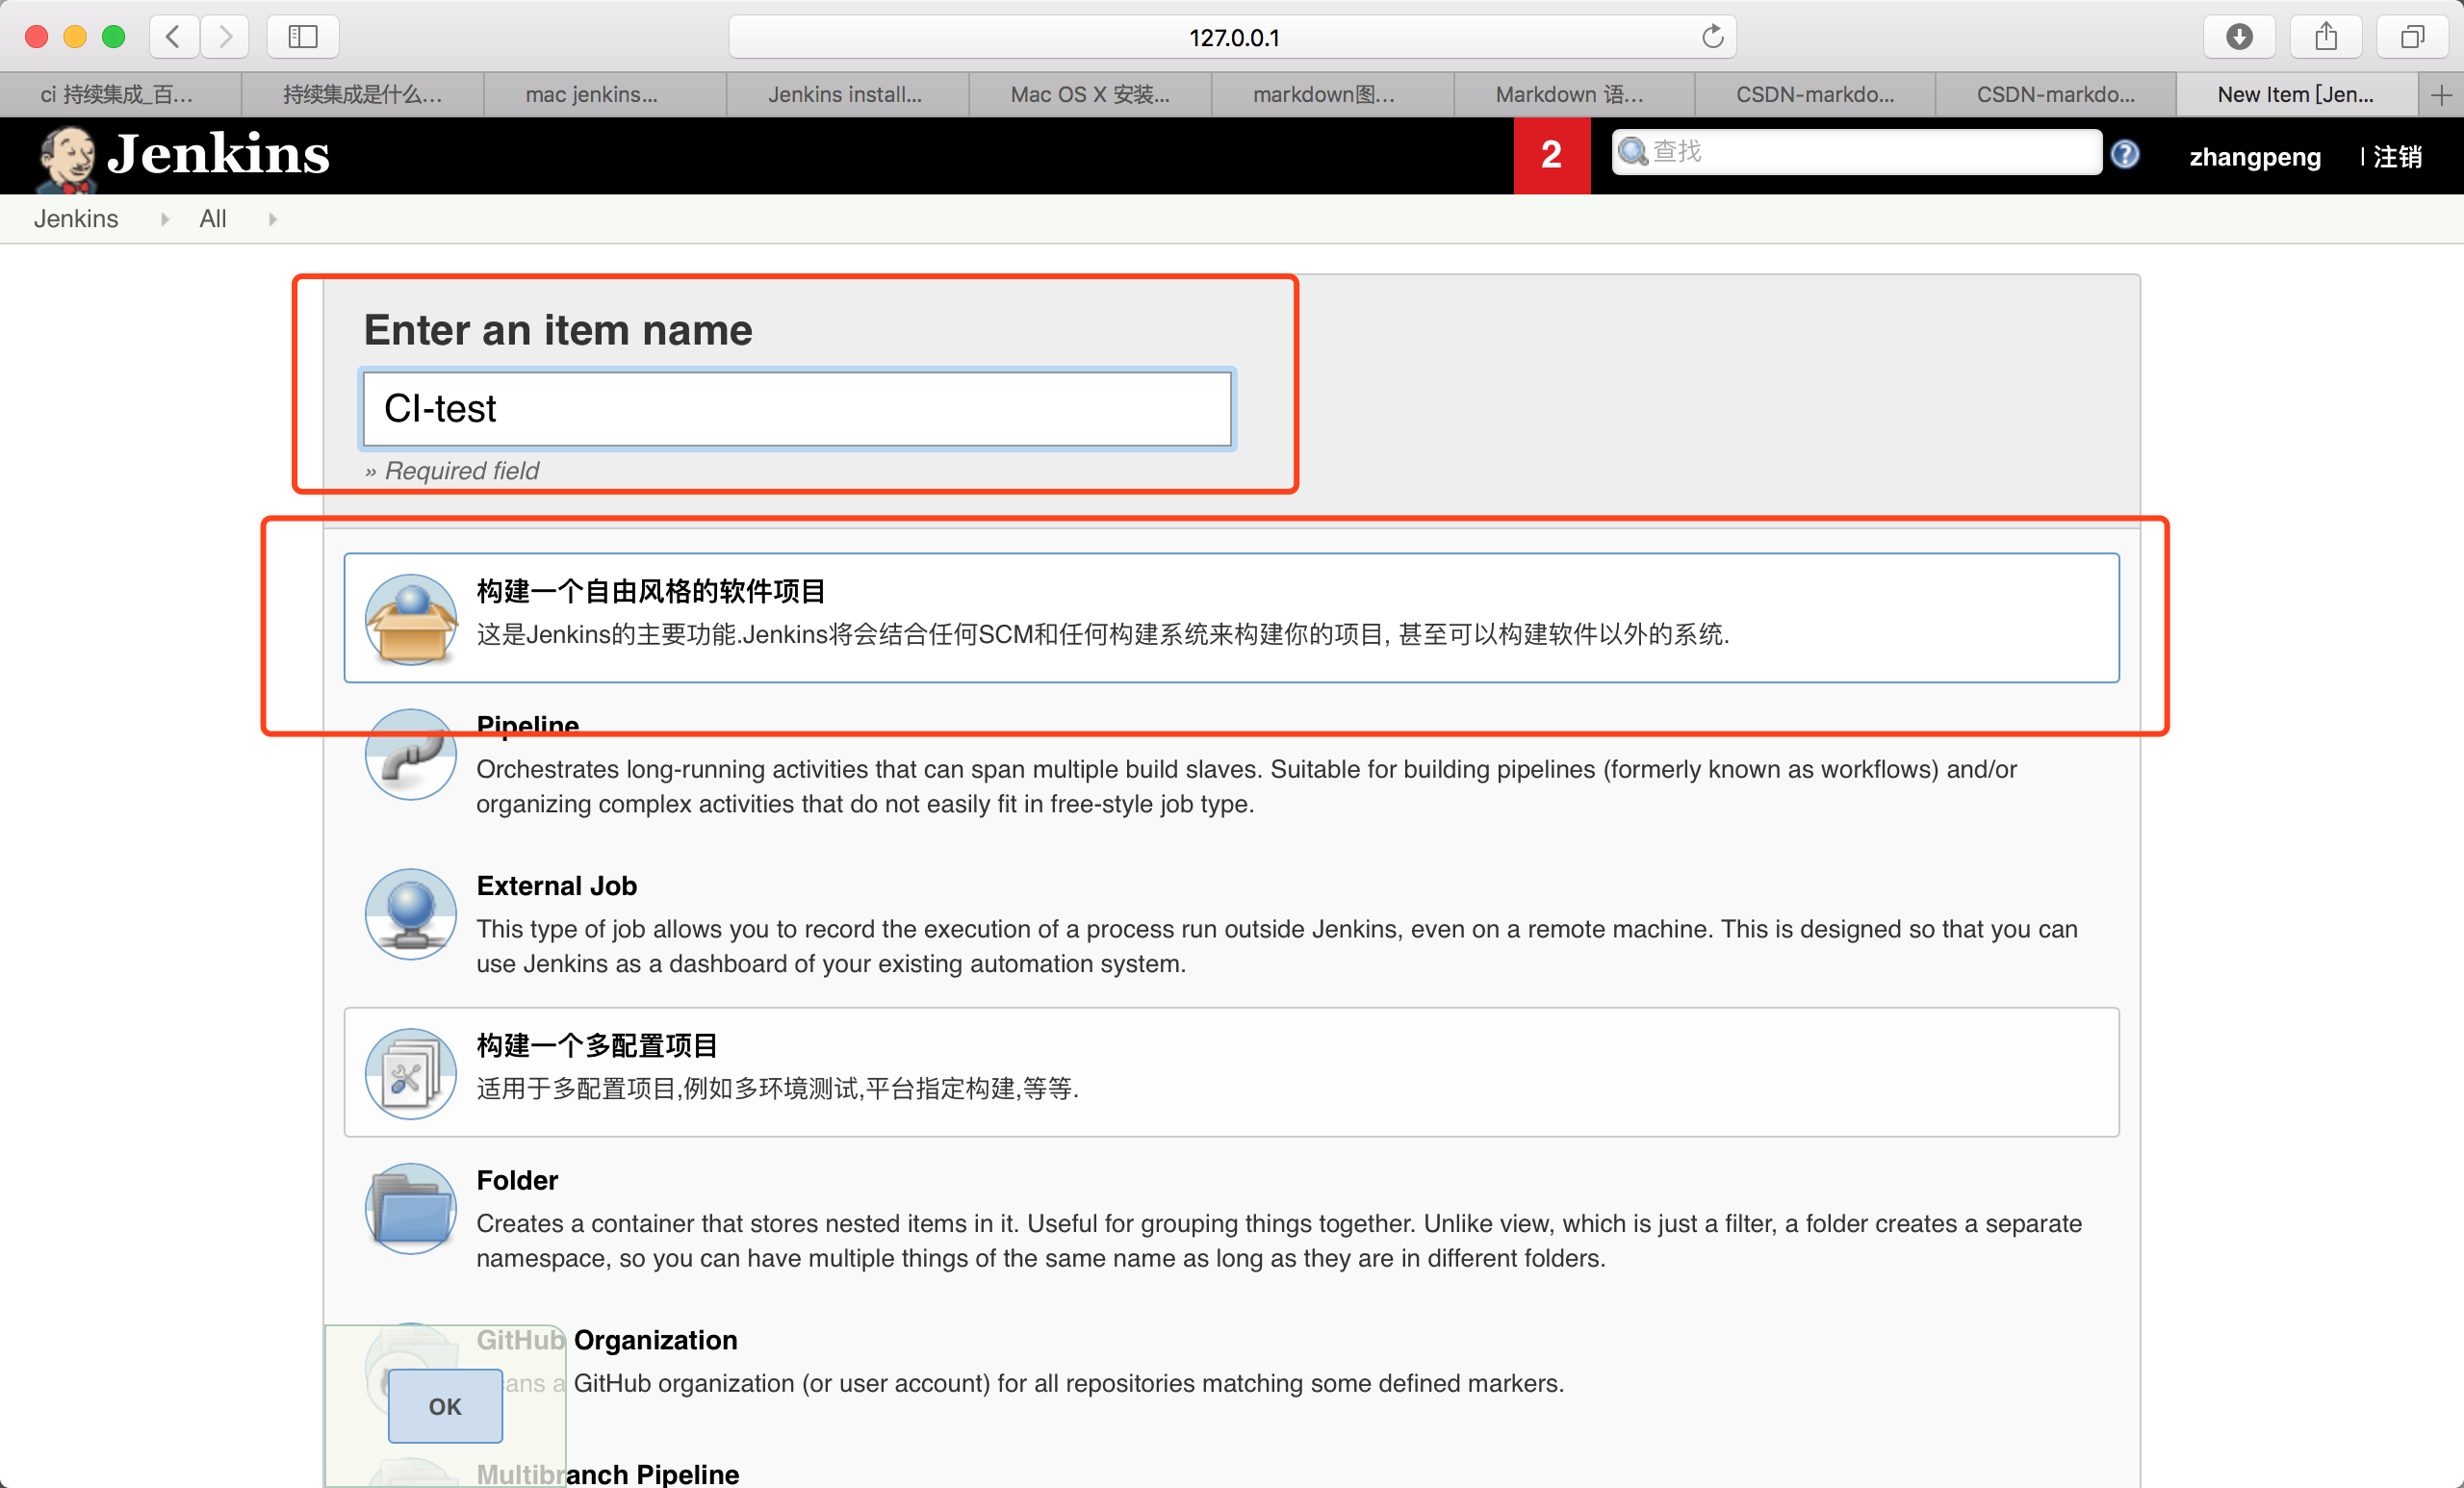 127.0.0.1
ci 持续集成_百...
持续集成是什么...
mac jenkins...
Jenkins install...
Mac OS X 安装...
markdown图...
Markdown 语...
CSDN-markdo...
CSDN-markdo...
New Item [Jen...
Jenkins
2
查找
zhangpeng
| 注销
Jenkins
All
Enter an item name
CI-test
» Required field
构建一个自由风格的软件项目
这是Jenkins的主要功能.Jenkins将会结合任何SCM和任何构建系统来构建你的项目, 甚至可以构建软件以外的系统.
Pipeline
Orchestrates long-running activities that can span multiple build slaves. Suitable for building pipelines (formerly known as workflows) and/or
organizing complex activities that do not easily fit in free-style job type.
External Job
This type of job allows you to record the execution of a process run outside Jenkins, even on a remote machine. This is designed so that you can
use Jenkins as a dashboard of your existing automation system.
构建一个多配置项目
适用于多配置项目,例如多环境测试,平台指定构建,等等.
Folder
Creates a container that stores nested items in it. Useful for grouping things together. Unlike view, which is just a filter, a folder creates a separate
namespace, so you can have multiple things of the same name as long as they are in different folders.
GitHub Organization
ans a GitHub organization (or user account) for all repositories matching some defined markers.
OK
Multibranch Pipeline